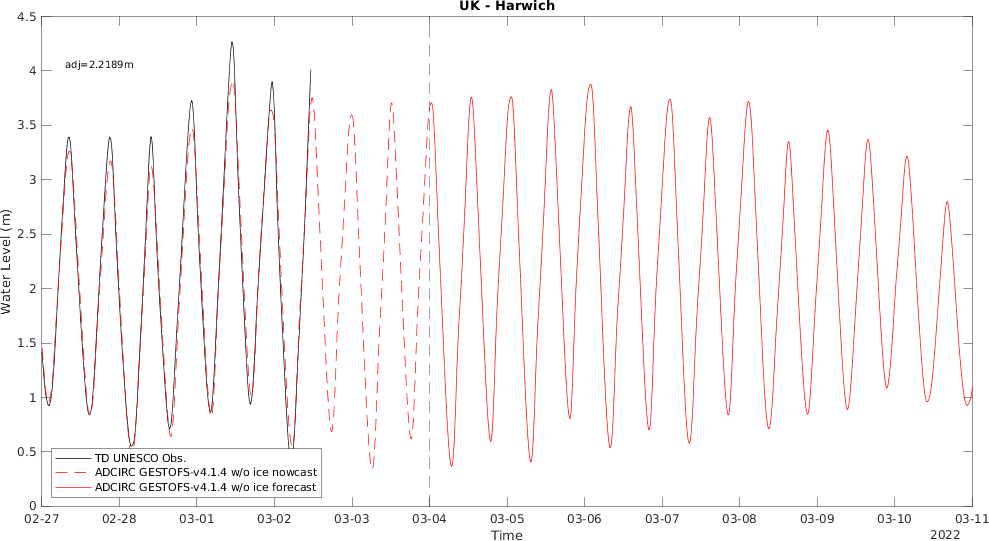 UK - Harwich
adj=2.2189m
Water Level (m)
4.5
4
3.5
3
2.5
2
1.5
1
0.5
0
TD UNESCO Obs.
ADCIRC GESTOFS-v4.1.4 w/o ice nowcast
ADCIRC GESTOFS-v4.1.4 w/o ice forecast
02-27 02-28 03-01 03-02 03-03 03-04 03-05 03-06 03-07 03-08 03-09 03-10 03-11
Time
2022